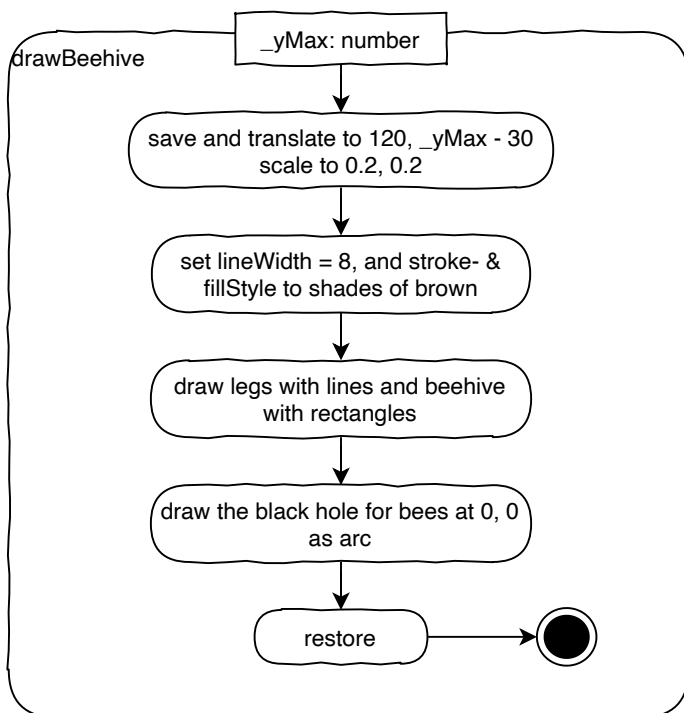 _yMax: number
drawBeehive
save and translate to 120, _yMax - 30
scale to 0.2, 0.2
set lineWidth = 8, and stroke- &
fillStyle to shades of brown
draw legs with lines and beehive
with rectangles
draw the black hole for bees at 0, 0
as arc
restore